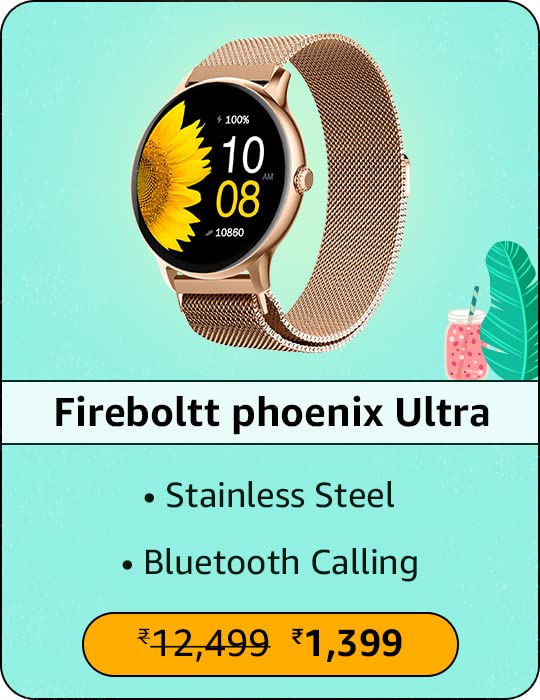 100%
10
AM
08
10860
Fireboltt phoenix Ultra
• Stainless Steel
• Bluetooth Calling
₹12,499 ₹1,399